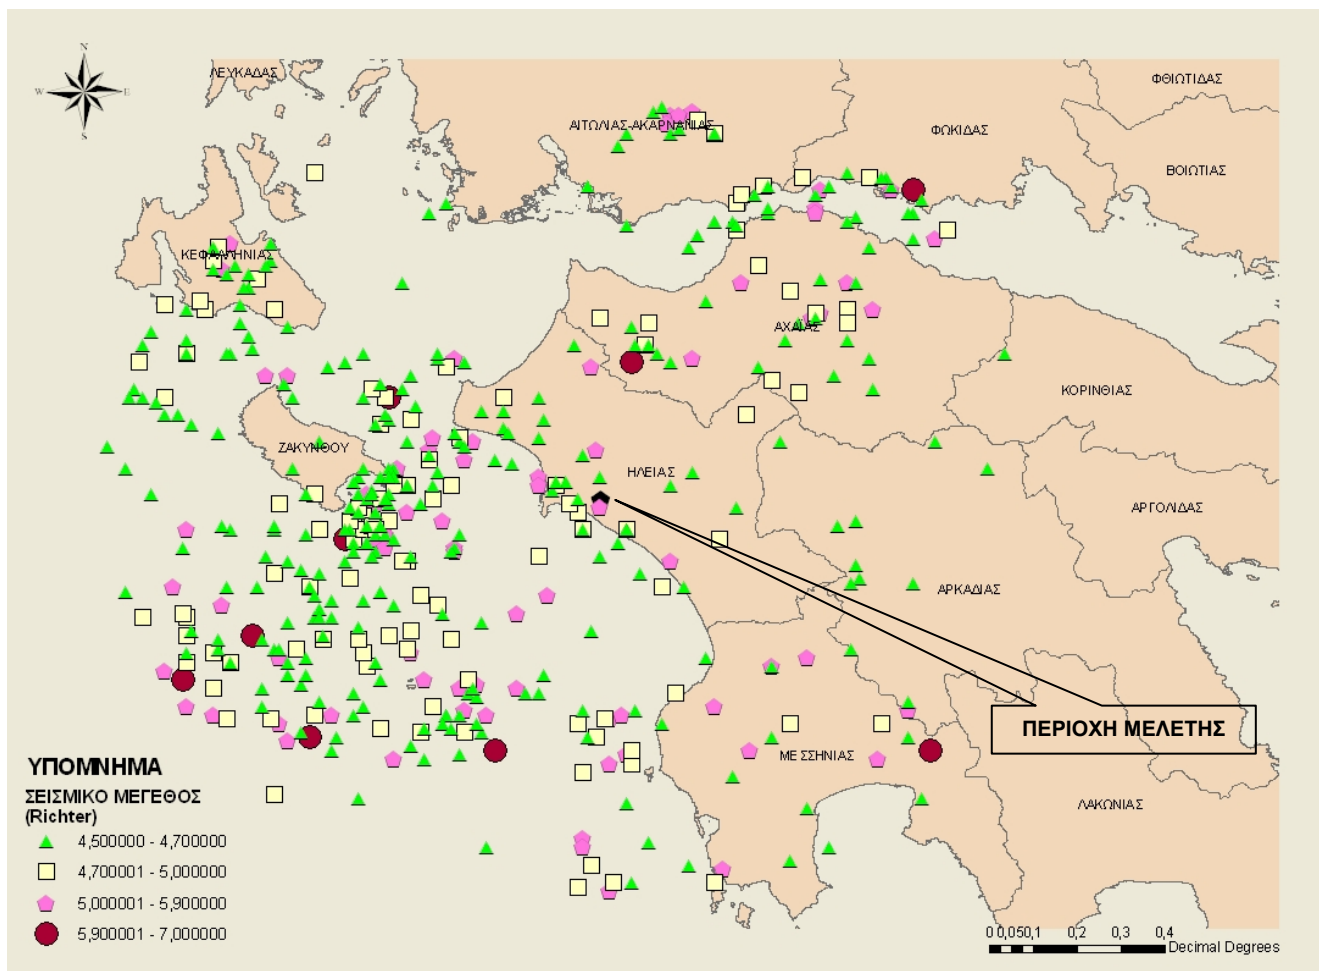 N
W E
S
ΛΕΥΚΑΔΑΣ
ΦΘΙΩΤΙΔΑΣ
ΑΙΤΩΛΙΑΣ-ΑΚΑΡΝΑΝΙΑΣ
ΦΩΚΙΔΑΣ
ΒΟΙΩΤΙΑΣ
ΚΕΦΑΛΛΗΝΙΑΣ
ΑΧΑΪΑΣ
ΚΟΡΙΝΘΙΑΣ
ΖΑΚΥΝΘΟΥ
ΗΛΕΙΑΣ
ΑΡΓΟΛΙΔΑΣ
ΑΡΚΑΔΙΑΣ
ΠΕΡΙΟΧΗ ΜΕΛΕΤΗΣ
ΜΕΣΣΗΝΙΑΣ
ΛΑΚΩΝΙΑΣ
ΥΠΟΜΝΗΜΑ
ΣΕΙΣΜΙΚΟ ΜΕΓΕΘΟΣ
(Richter)
4,500000 - 4,700000
4,700001 - 5,000000
5,000001 - 5,900000
5,900001 - 7,000000
0 0,050,1 0,2 0,3 0,4
Decimal Degrees